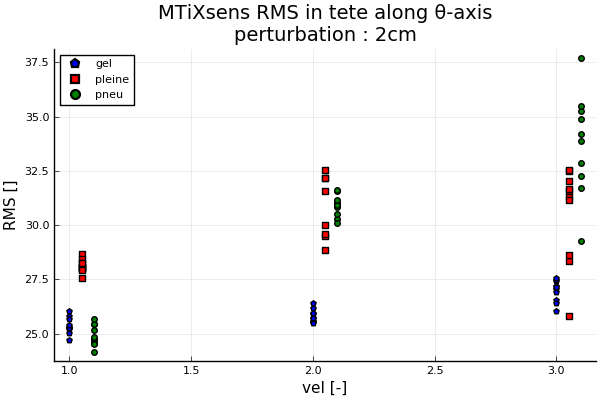 MTiXsens RMS in tete along θ-axis
perturbation : 2cm
gel
pleine
pneu
RMS []
37.5
35.0
32.5
30.0
27.5
25.0
1.0 1.5 2.0 2.5 3.0
vel [-]